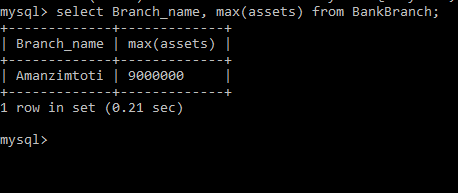 mysql> select Branch_name, max(assets) from BankBranch;
+-------------+-------------+
| Branch_name | max(assets) |
+-------------+-------------+
| Amanzimtoti | 9000000     |
+-------------+-------------+
1 row in set (0.21 sec)
mysql>